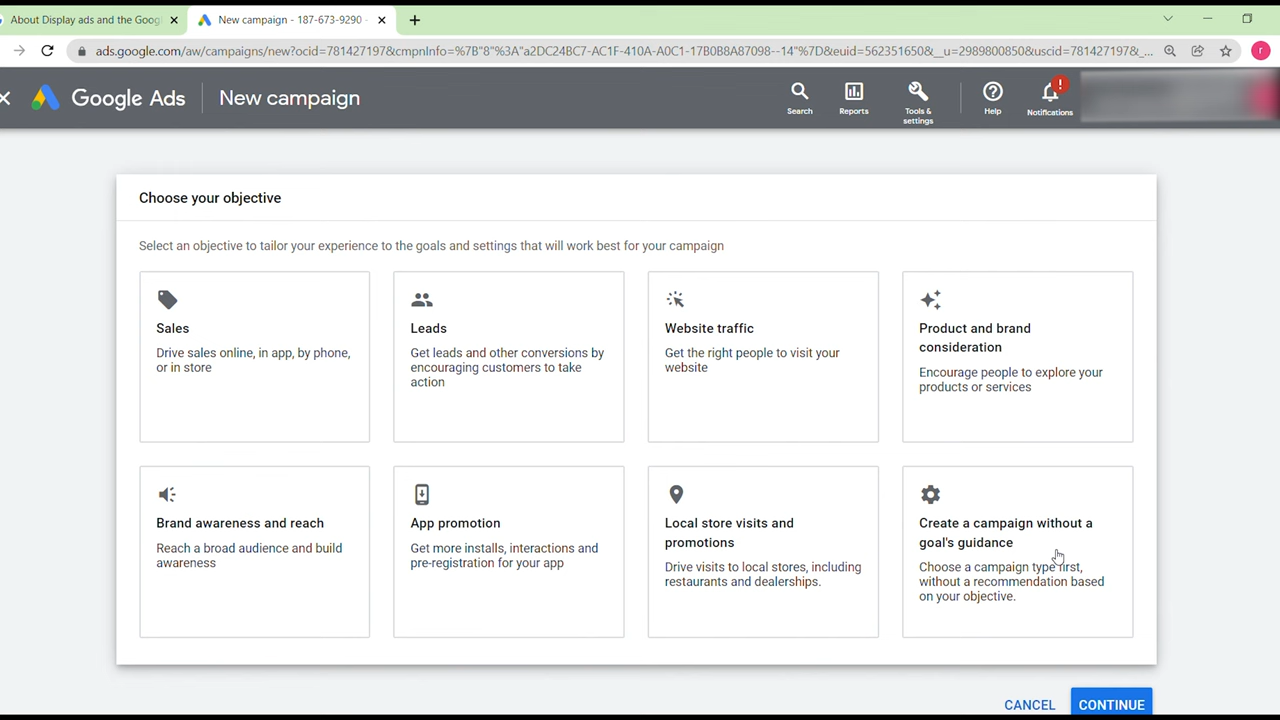 About Display ads and the Goog
New campaign - 187-673-9290 -
ads.google.com/aw/campaigns/new?ocid=781427197&cmpnInfo=%7B"8"%3A"a2DC24BC7-AC1F-410A-A0C1-17B0B8A87098--14"%7D&euid=562351650&__u=2989800850&uscid=781427197&_...
r
Google Ads
New campaign
Search
Reports
Tools &
settings
Help
!
Notifications
Choose your objective
Select an objective to tailor your experience to the goals and settings that will work best for your campaign
Sales
Drive sales online, in app, by phone,
or in store
Leads
Get leads and other conversions by
encouraging customers to take
action
Website traffic
Get the right people to visit your
website
Product and brand
consideration
Encourage people to explore your
products or services
Brand awareness and reach
Reach a broad audience and build
awareness
App promotion
Get more installs, interactions and
pre-registration for your app
Local store visits and
promotions
Drive visits to local stores, including
restaurants and dealerships.
Create a campaign without a
goal's guidance
Choose a campaign type first,
without a recommendation based
on your objective.
CANCEL
CONTINUE